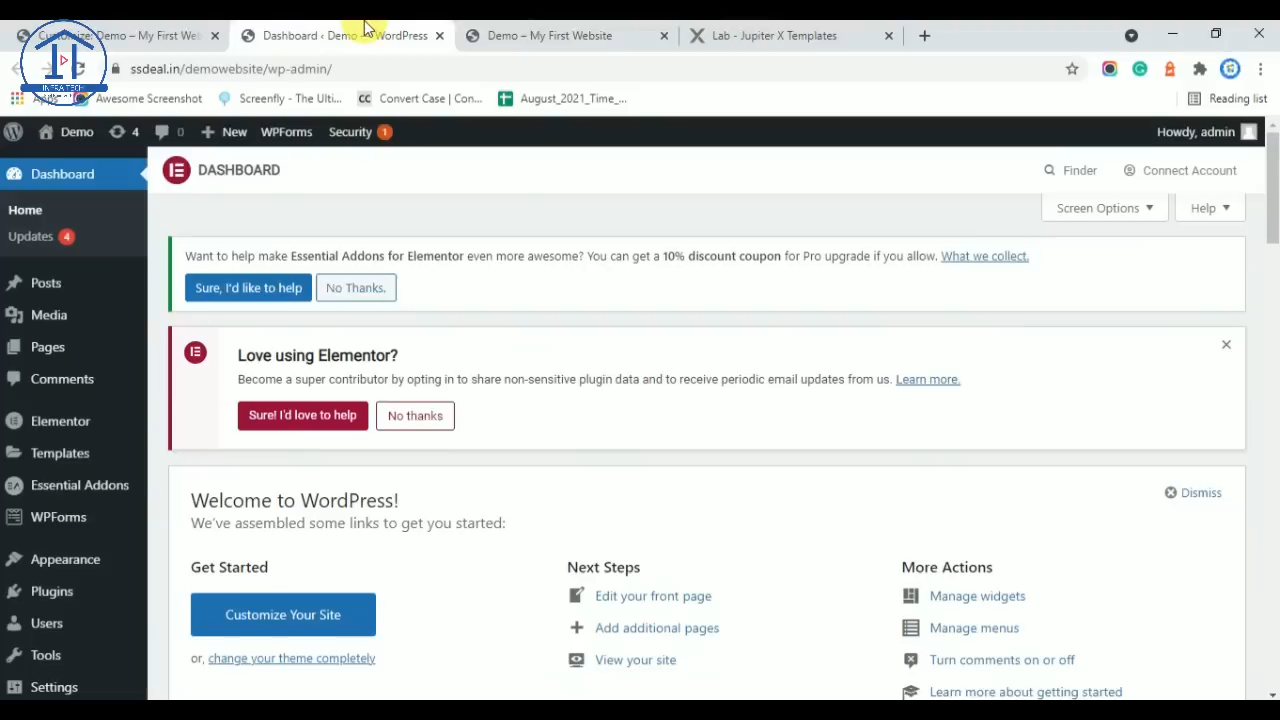 Customize: Demo – My First Web
Dashboard ‹ Demo — WordPress
Demo – My First Website
Lab - Jupiter X Templates
ssdeal.in/demowebsite/wp-admin/
INFRA TECH
Apps
Awesome Screenshot
Screenfly - The Ulti...
CC
Convert Case | Con...
August_2021_Time_...
Reading list
Demo
4
0
New
WPForms
Security 1
Howdy, admin
Dashboard
DASHBOARD
Finder
Connect Account
Home
Screen Options
Help
Updates 4
Want to help make Essential Addons for Elementor even more awesome? You can get a 10% discount coupon for Pro upgrade if you allow. What we collect.
Sure, I'd like to help
No Thanks.
Posts
Media
Pages
Comments
Elementor
Templates
Essential Addons
WPForms
Appearance
Plugins
Users
Tools
Settings
Love using Elementor?
Become a super contributor by opting in to share non-sensitive plugin data and to receive periodic email updates from us. Learn more.
Sure! I'd love to help
No thanks
Welcome to WordPress!
Dismiss
We've assembled some links to get you started:
Get Started
Customize Your Site
or, change your theme completely
Next Steps
Edit your front page
Add additional pages
View your site
More Actions
Manage widgets
Manage menus
Turn comments on or off
Learn more about getting started